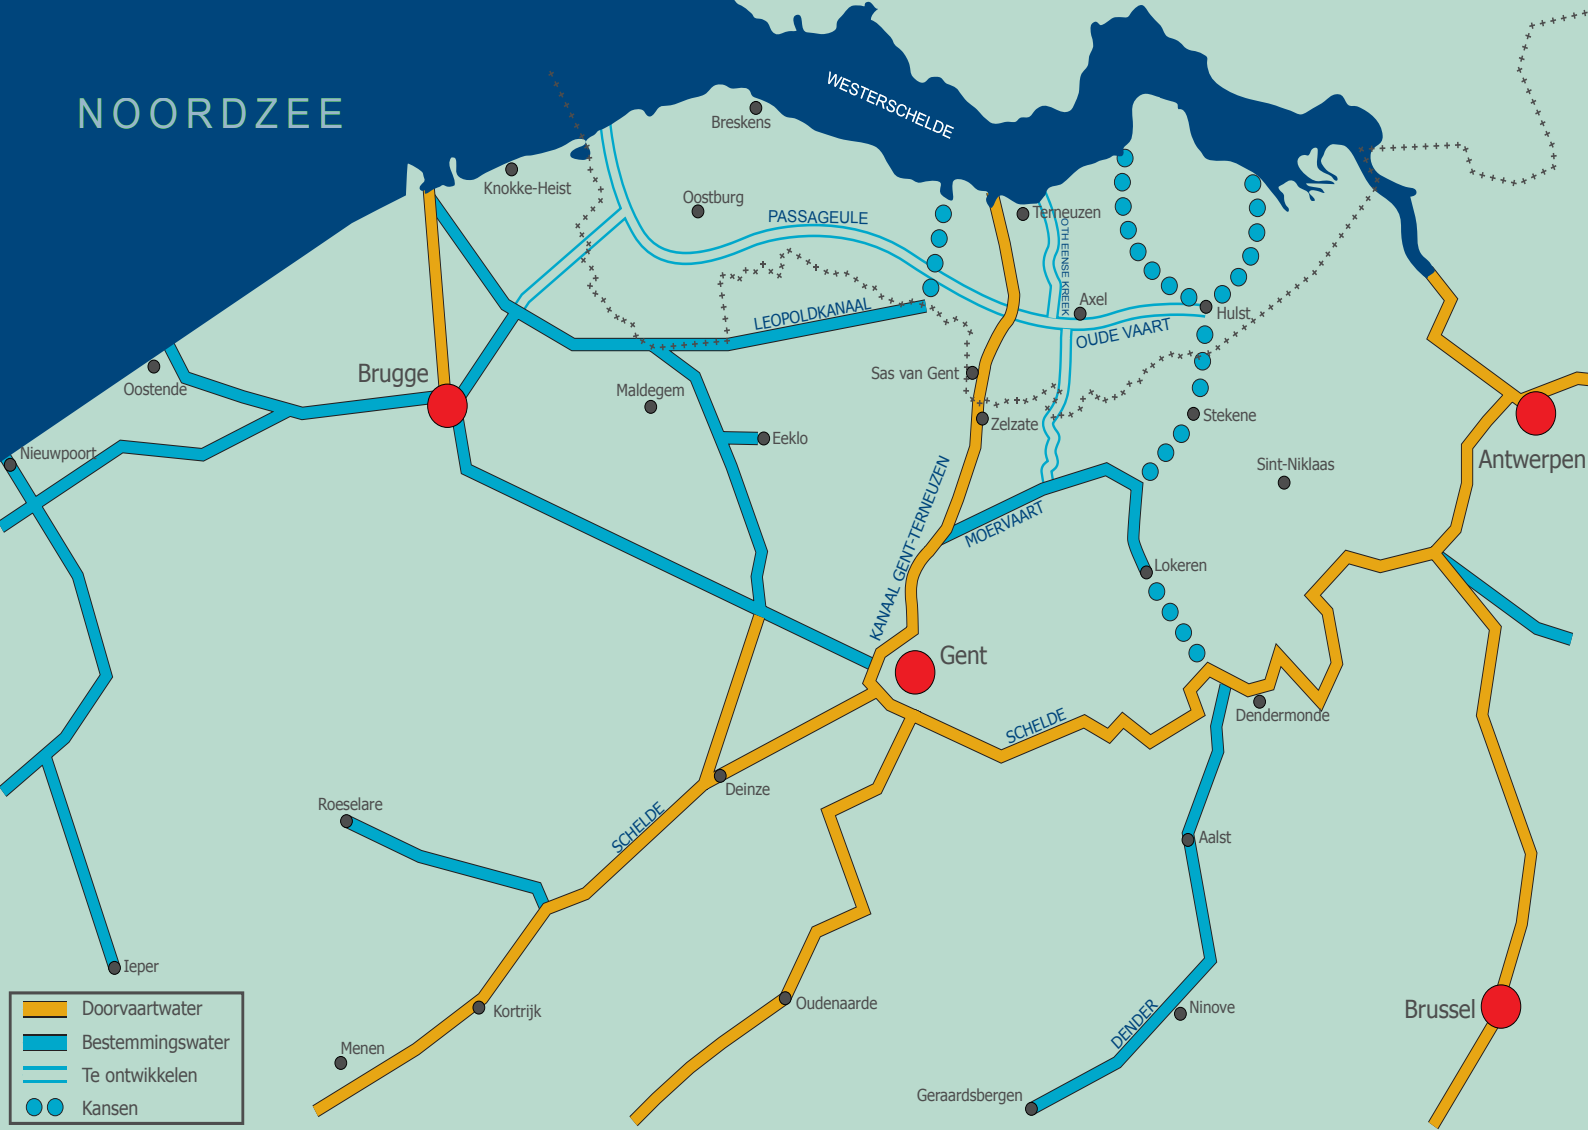 NOORDZEE
WESTERSCHELDE
Breskens
Knokke-Heist
Oostburg
PASSAGEULE
Terneuzen
OTHEENSE KREEK
Axel
Hulst
OUDE VAART
LEOPOLDKANAAL
Oostende
Brugge
Maldegem
Sas van Gent
Zelzate
Stekene
Eeklo
Nieuwpoort
Sint-Niklaas
Antwerpen
KANAAL GENT-TERNEUZEN
MOERVAART
Lokeren
Gent
SCHELDE
Dendermonde
Deinze
Roeselare
SCHELDE
Aalst
Ieper
Kortrijk
Oudenaarde
Menen
DENDER
Ninove
Brussel
Geraardsbergen
Doorvaartwater
Bestemmingswater
Te ontwikkelen
Kansen